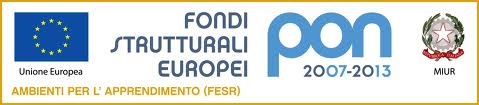 FONDI
STRUTTURALI
EUROPEI
pon
2007-2013
Unione Europea
MIUR
AMBIENTI PER L' APPRENDIMENTO (FESR)